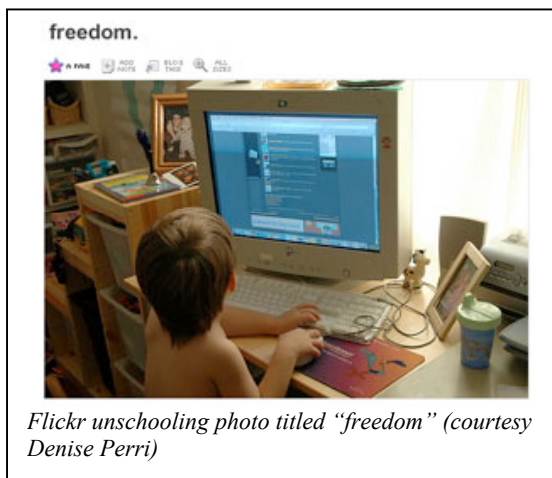 freedom.
A FAVE ADD NOTE BLOG THIS ALL SIZES
Flickr unschooling photo titled “freedom” (courtesy
Denise Perri)